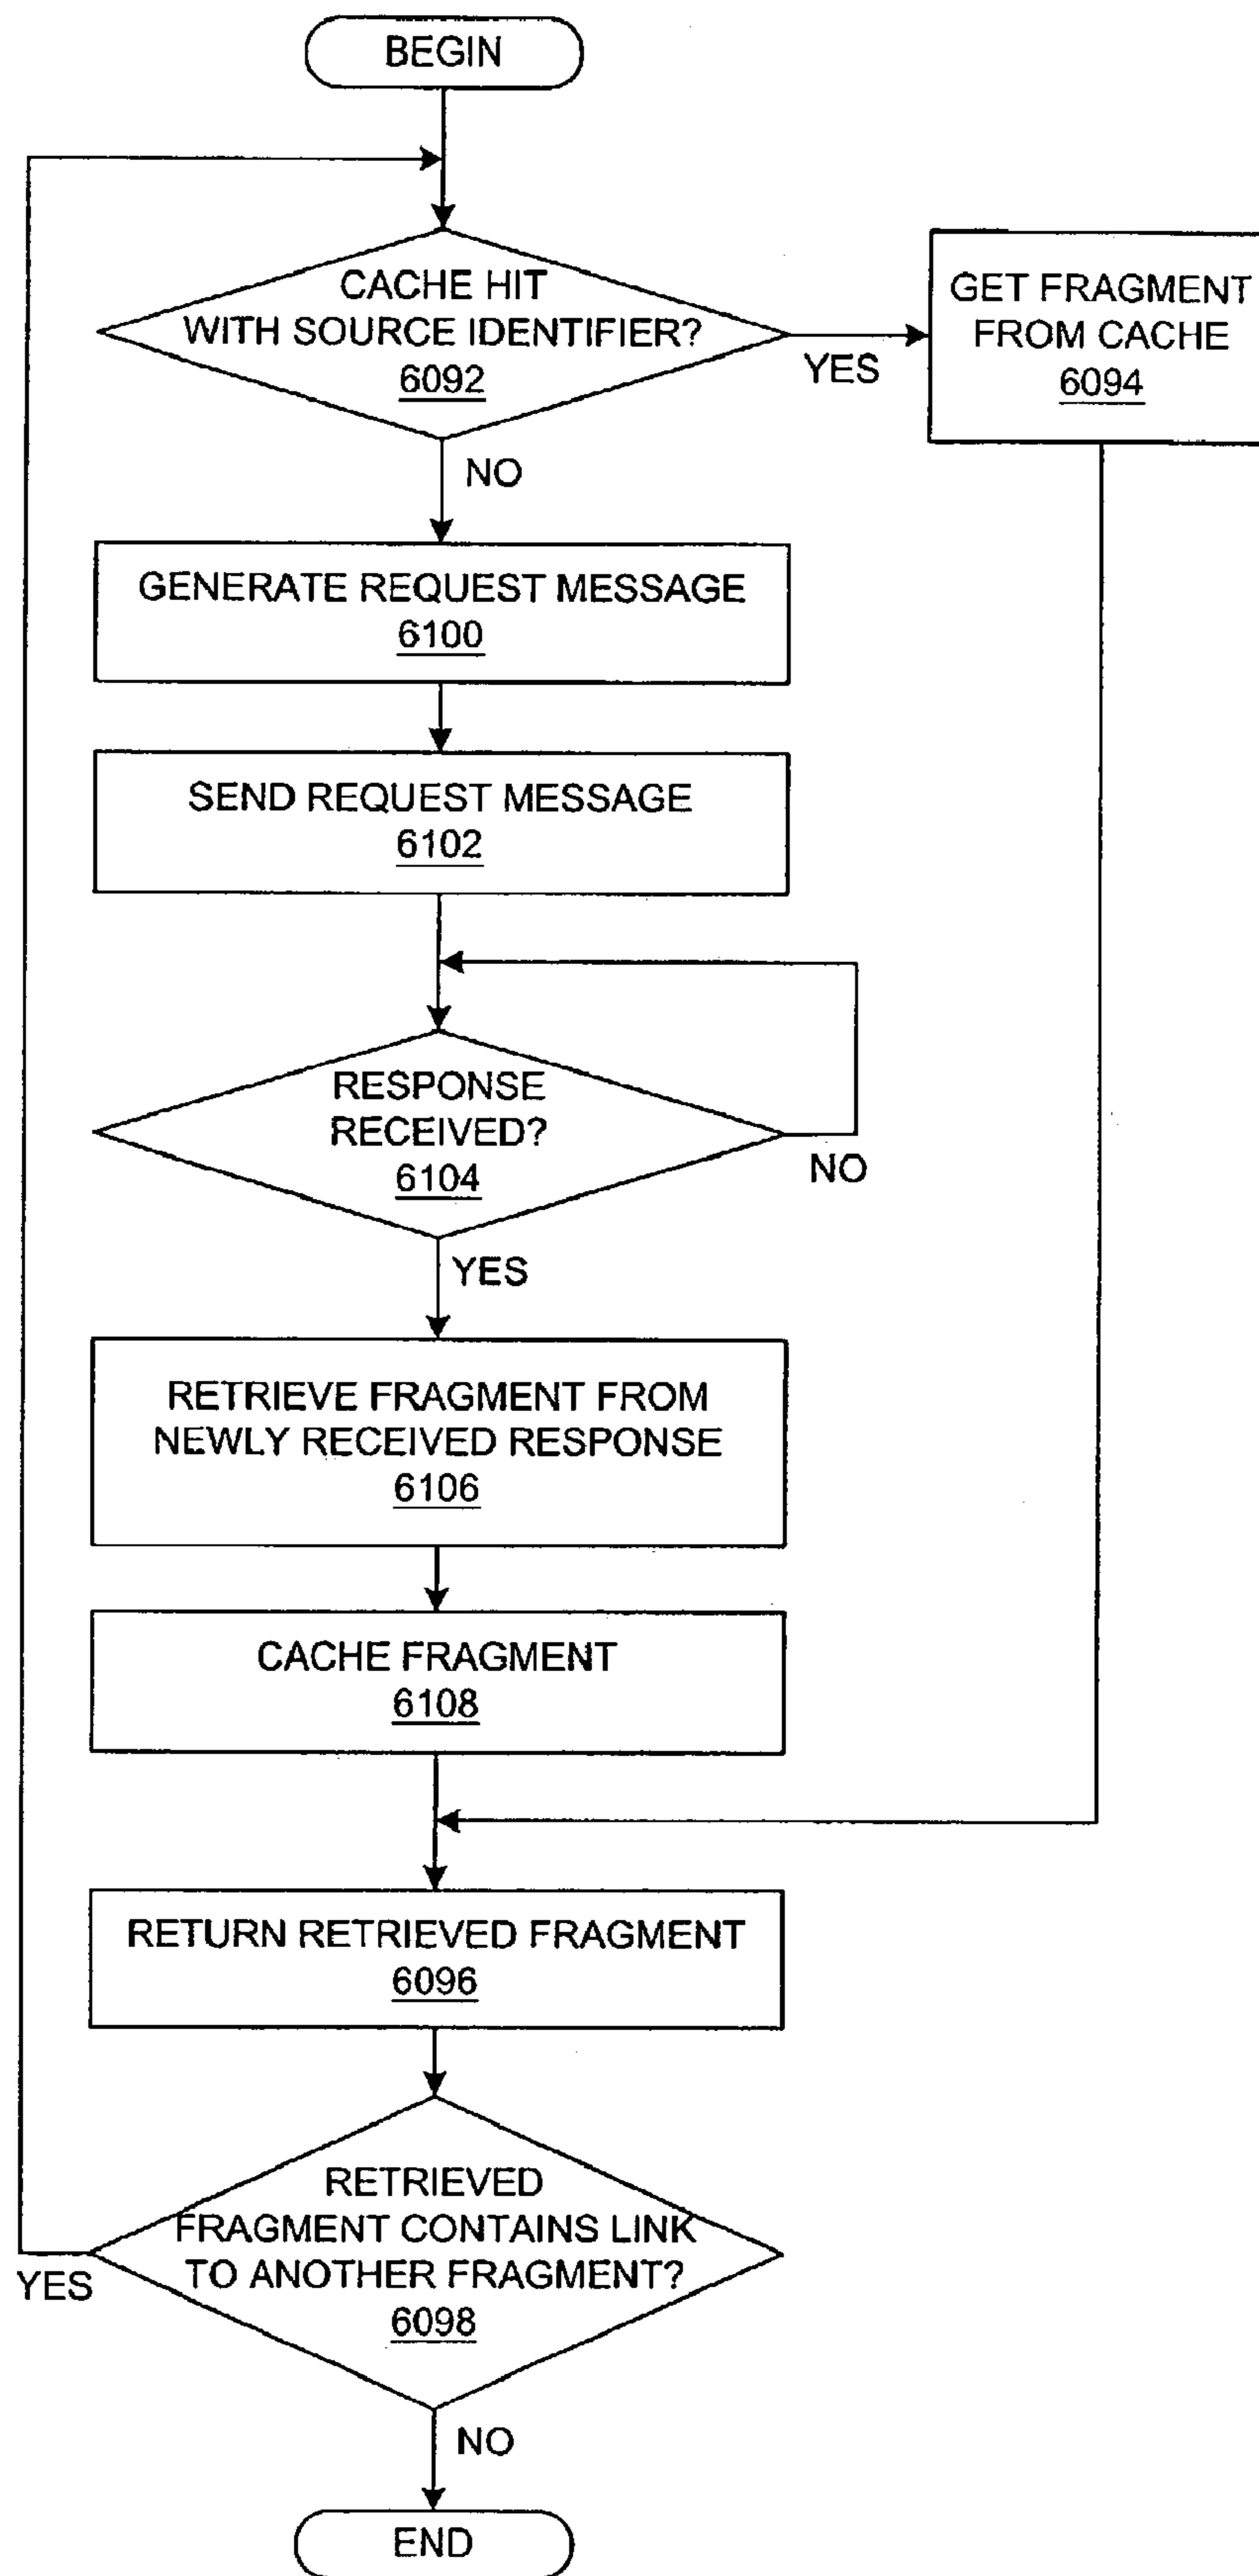 BEGIN
CACHE HIT
WITH SOURCE IDENTIFIER?
6092
YES
GET FRAGMENT
FROM CACHE
6094
NO
GENERATE REQUEST MESSAGE
6100
SEND REQUEST MESSAGE
6102
RESPONSE
RECEIVED?
6104
NO
YES
RETRIEVE FRAGMENT FROM
NEWLY RECEIVED RESPONSE
6106
CACHE FRAGMENT
6108
RETURN RETRIEVED FRAGMENT
6096
RETRIEVED
FRAGMENT CONTAINS LINK
TO ANOTHER FRAGMENT?
6098
YES
NO
END